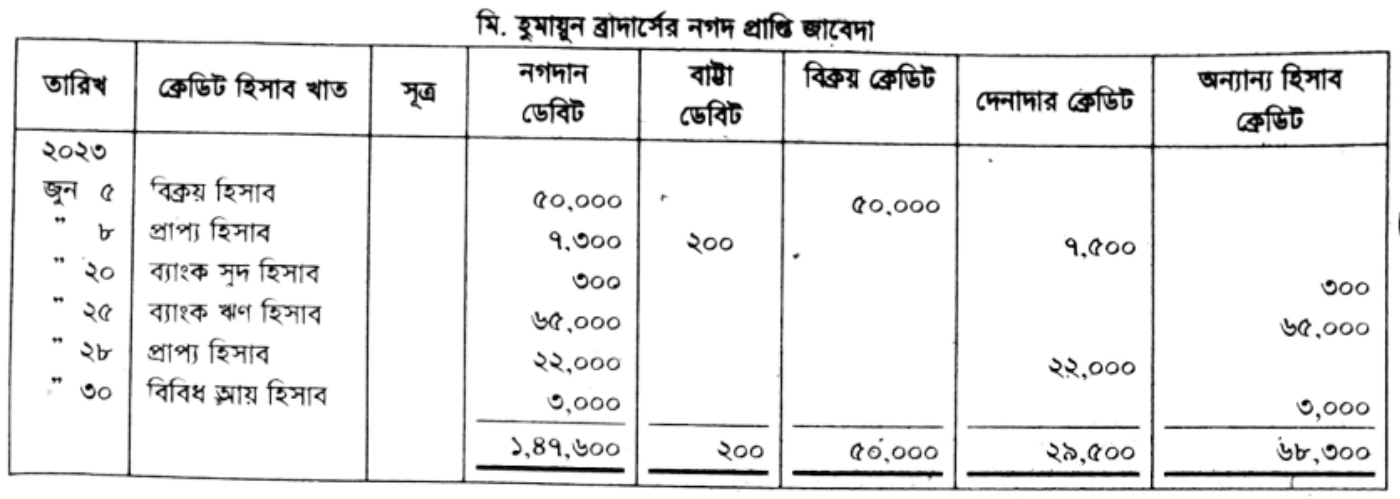 মি. হুমায়ুন ব্রাদার্সের নগদ প্রাপ্তি জাবেদা
তারিখ ক্রেডিট হিসাব খাত সূত্র নগদান ডেবিট বাট্টা ডেবিট বিক্রয় ক্রেডিট দেনাদার ক্রেডিট অন্যান্য হিসাব ক্রেডিট
২০২৩
জুন ৫ বিক্রয় হিসাব ৫০,০০০ ৫০,০০০
" ৮ প্রাপ্য হিসাব ৭,৩০০ ২০০ ৭,৫০০
" ২০ ব্যাংক সুদ হিসাব ৩০০ ৩০০
" ২৫ ব্যাংক ঋণ হিসাব ৬৫,০০০ ৬৫,০০০
" ২৮ প্রাপ্য হিসাব ২২,০০০ ২২,০০০
" ৩০ বিবিধ আয় হিসাব ৩,০০০ ৩,০০০
১,৪৭,৬০০ ২০০ ৫০,০০০ ২৯,৫০০ ৬৮,৩০০